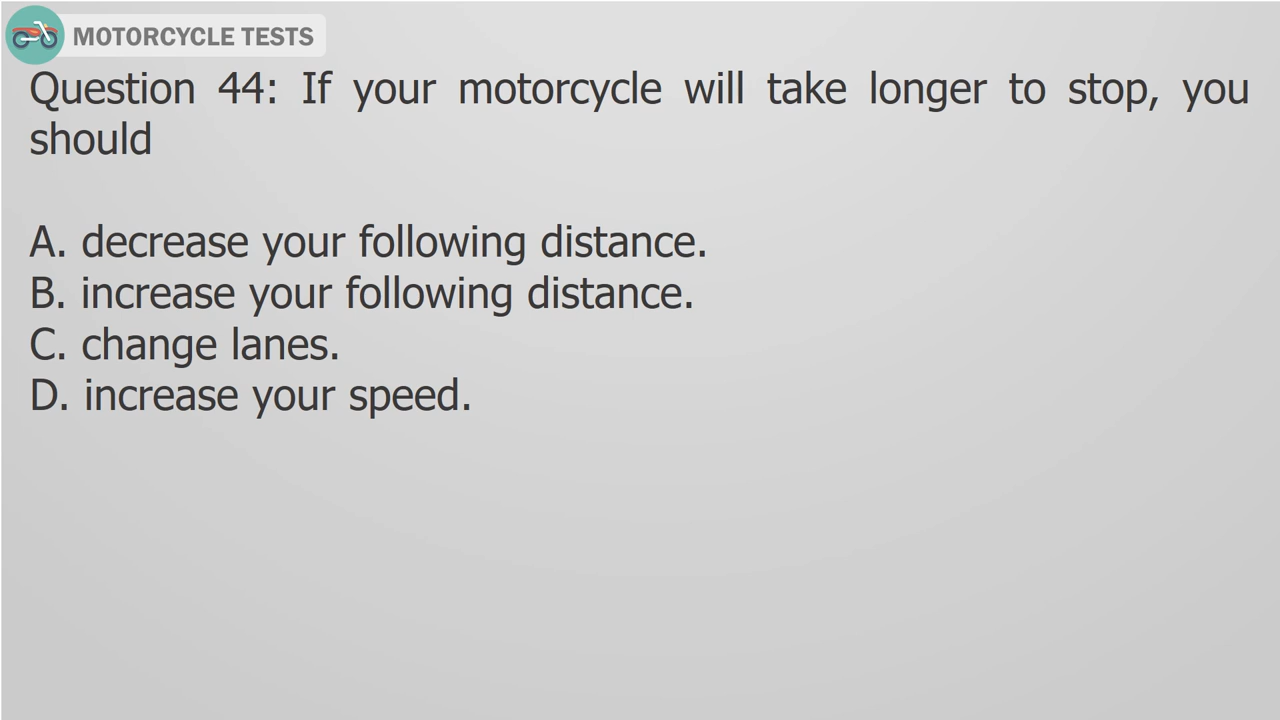 MOTORCYCLE TESTS
Question 44: If your motorcycle will take longer to stop, you
should
A. decrease your following distance.
B. increase your following distance.
C. change lanes.
D. increase your speed.